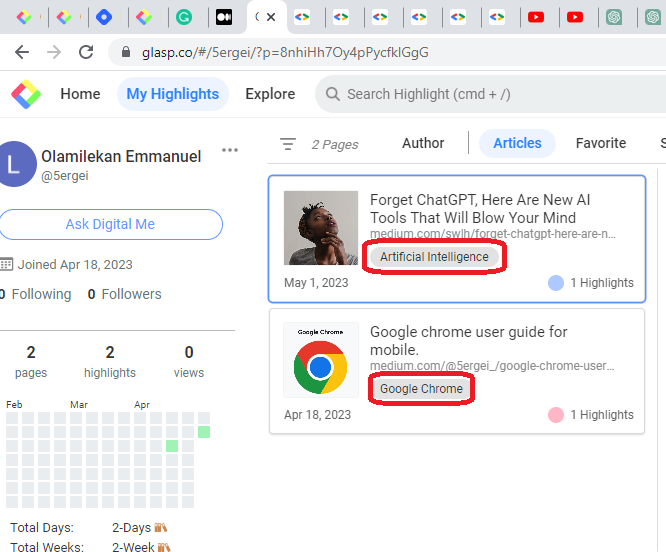 glasp.co/#/5ergei/?p=8nhiHh7Oy4pPycfkIGgG
Home
My Highlights
Explore
Search Highlight (cmd + /)
L
Olamilekan Emmanuel
@5ergei
Ask Digital Me
Joined Apr 18, 2023
0 Following 0 Followers
2 2 0
pages highlights views
Feb Mar Apr
Total Days: 2-Days
Total Weeks: 2-Week
2 Pages
Author
Articles
Favorite
Forget ChatGPT, Here Are New AI
Tools That Will Blow Your Mind
medium.com/swlh/forget-chatgpt-here-are-n...
Artificial Intelligence
May 1, 2023
1 Highlights
Google Chrome
Google chrome user guide for
mobile.
medium.com/@5ergei_/google-chrome-user...
Google Chrome
Apr 18, 2023
1 Highlights